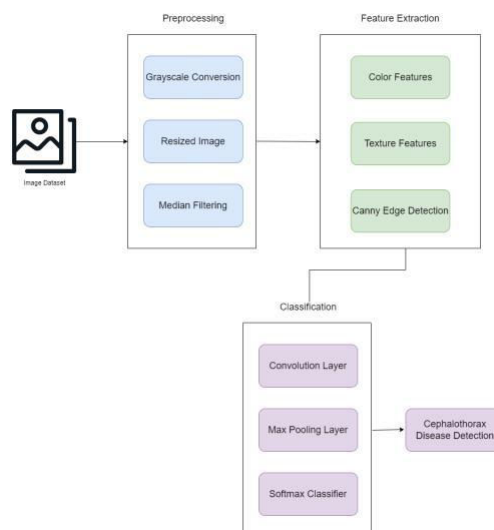 Preprocessing
Feature Extraction
Grayscale Conversion
Color Features
Resized Image
Texture Features
Image Dataset
Median Filtering
Canny Edge Detection
Classification
Convolution Layer
Max Pooling Layer
Cephalothorax
Disease Detection
Softmax Classifier